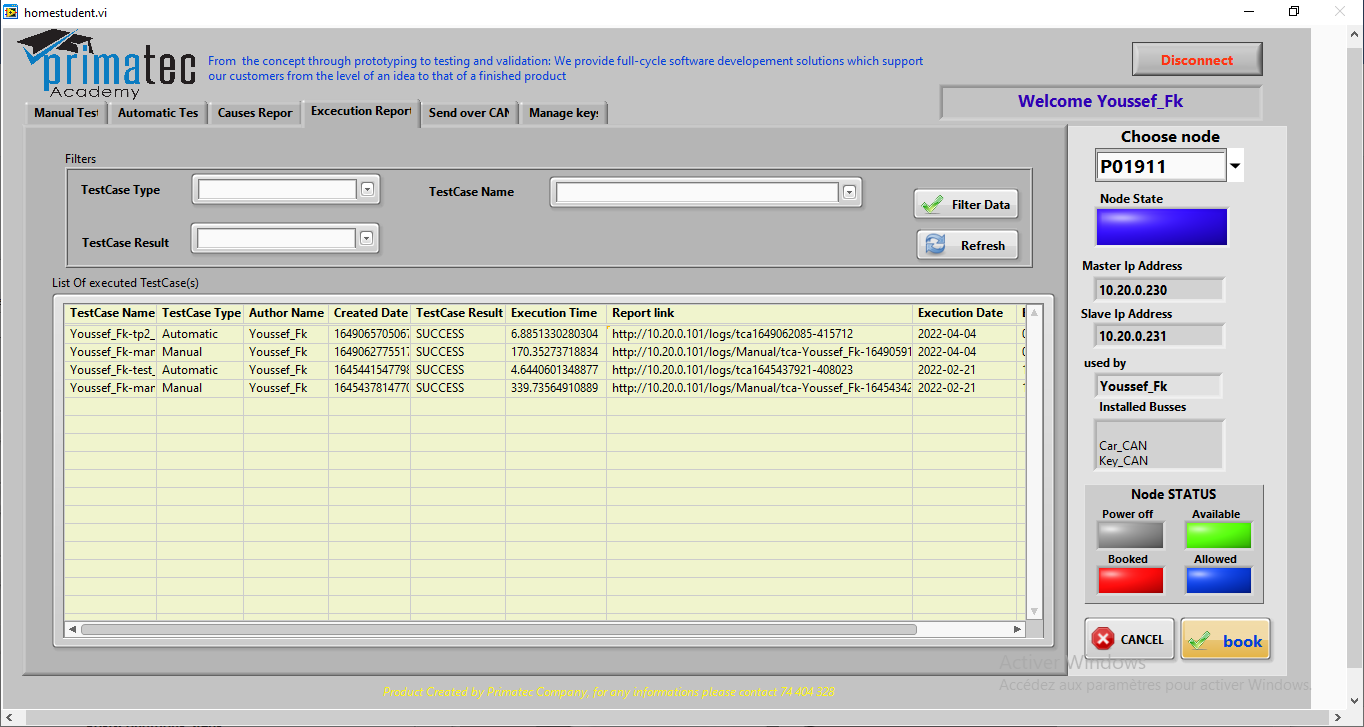 homestudent.vi
primatec
Academy
From the concept through prototyping to testing and validation: We provide full-cycle software developement solutions which support
our customers from the level of an idea to that of a finished product
Disconnect
Welcome Youssef_Fk
Manual Test Automatic Tes Causes Repor Excecution Report Send over CAN Manage keys
Choose node
P01911
Node State
Filters
TestCase Type
TestCase Name
Filter Data
TestCase Result
Refresh
Master Ip Address
10.20.0.230
Slave Ip Address
10.20.0.231
used by
Youssef_Fk
Installed Busses
Car_CAN
Key_CAN
List Of executed TestCase(s)
TestCase Name TestCase Type Author Name Created Date TestCase Result Execution Time Report link Execution Date
Youssef_Fk-tp2_ Automatic Youssef_Fk 1649065705067 SUCCESS 6.8851330280304 http://10.20.0.101/logs/tca1649062085-415712 2022-04-04
Youssef_Fk-mar Manual Youssef_Fk 1649062775517 SUCCESS 170.35273718834 http://10.20.0.101/logs/Manual/tca-Youssef_Fk-16490591 2022-04-04
Youssef_Fk-test_ Automatic Youssef_Fk 1645441547798 SUCCESS 4.6440601348877 http://10.20.0.101/logs/tca1645437921-408023 2022-02-21
Youssef_Fk-mar Manual Youssef_Fk 1645437814770 SUCCESS 339.73564910889 http://10.20.0.101/logs/Manual/tca-Youssef_Fk-16454342 2022-02-21
Node STATUS
Power off Available
Booked Allowed
CANCEL
book
Activer Windows
Accédez aux paramètres pour activer Windows.
Product Created by Primatec Company, for any informations please contact 74 404 328